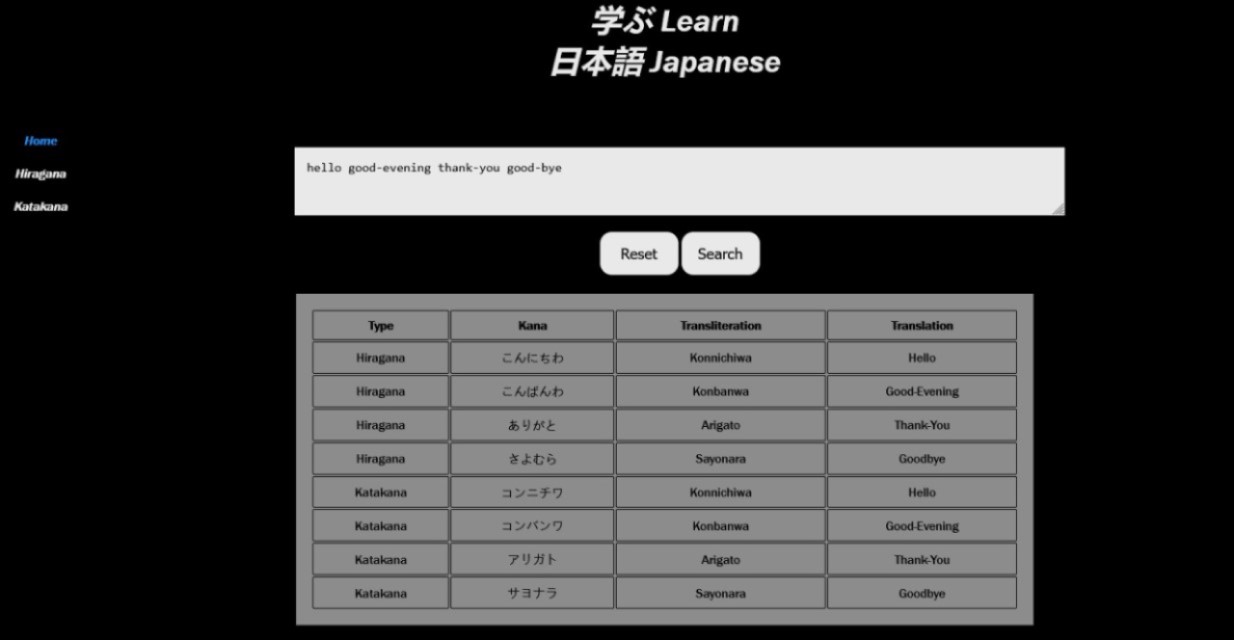 学ぶ Learn
日本語 Japanese
Home
Hiragana
Katakana
hello good-evening thank-you good-bye
Reset Search
Type Kana Transliteration Translation
Hiragana こんにちわ Konnichiwa Hello
Hiragana こんばんわ Konbanwa Good-Evening
Hiragana ありがと Arigato Thank-You
Hiragana さよむら Sayonara Goodbye
Katakana コンニチワ Konnichiwa Hello
Katakana コンバンワ Konbanwa Good-Evening
Katakana アリガト Arigato Thank-You
Katakana サヨナラ Sayonara Goodbye